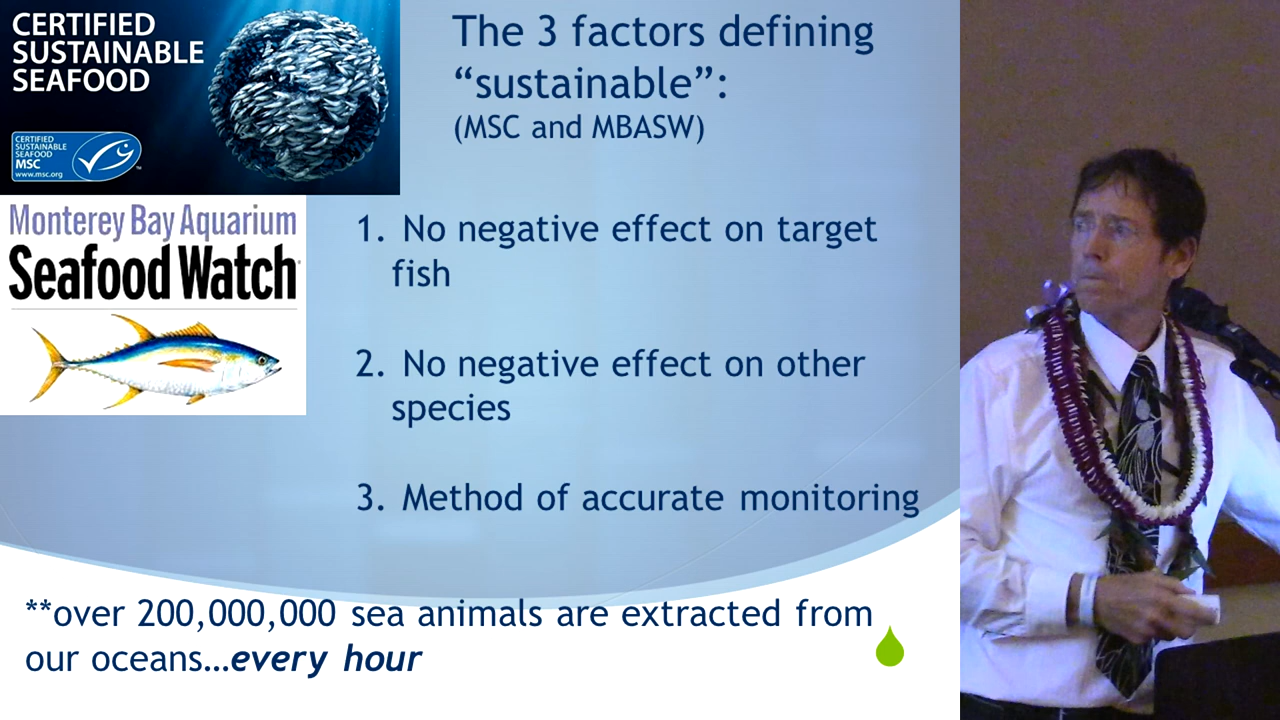 CERTIFIED
SUSTAINABLE
SEAFOOD
CERTIFIED
SUSTAINABLE
SEAFOOD
MSC
www.msc.org
TM
Monterey Bay Aquarium
Seafood Watch
The 3 factors defining
“sustainable”:
(MSC and MBASW)
1. No negative effect on target
fish
2. No negative effect on other
species
3. Method of accurate monitoring
**over 200,000,000 sea animals are extracted from
our oceans…every hour